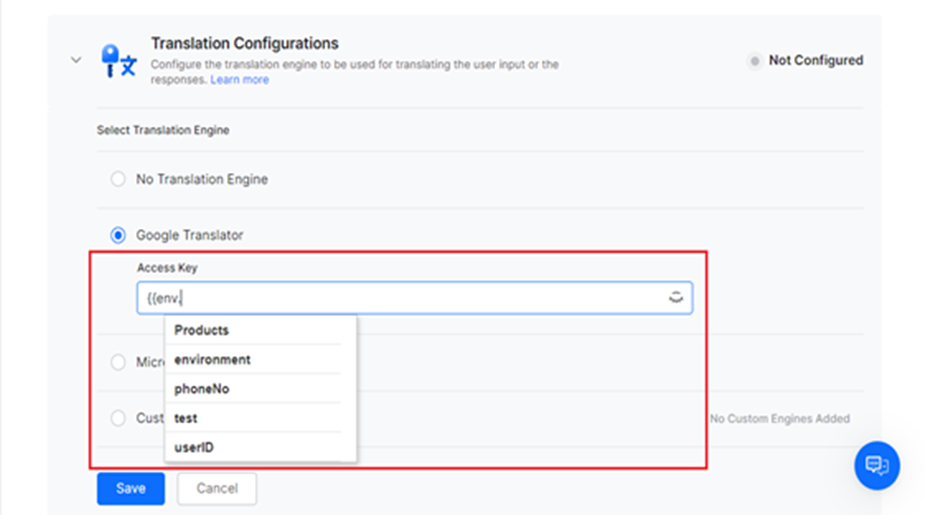 Translation Configurations
Configure the translation engine to be used for translating the user input or the
responses. Learn more
Not Configured
Select Translation Engine
No Translation Engine
Google Translator
Access Key
{{env.
Products
environment
Micr
phoneNo
Cust
test
No Custom Engines Added
userID
Save
Cancel